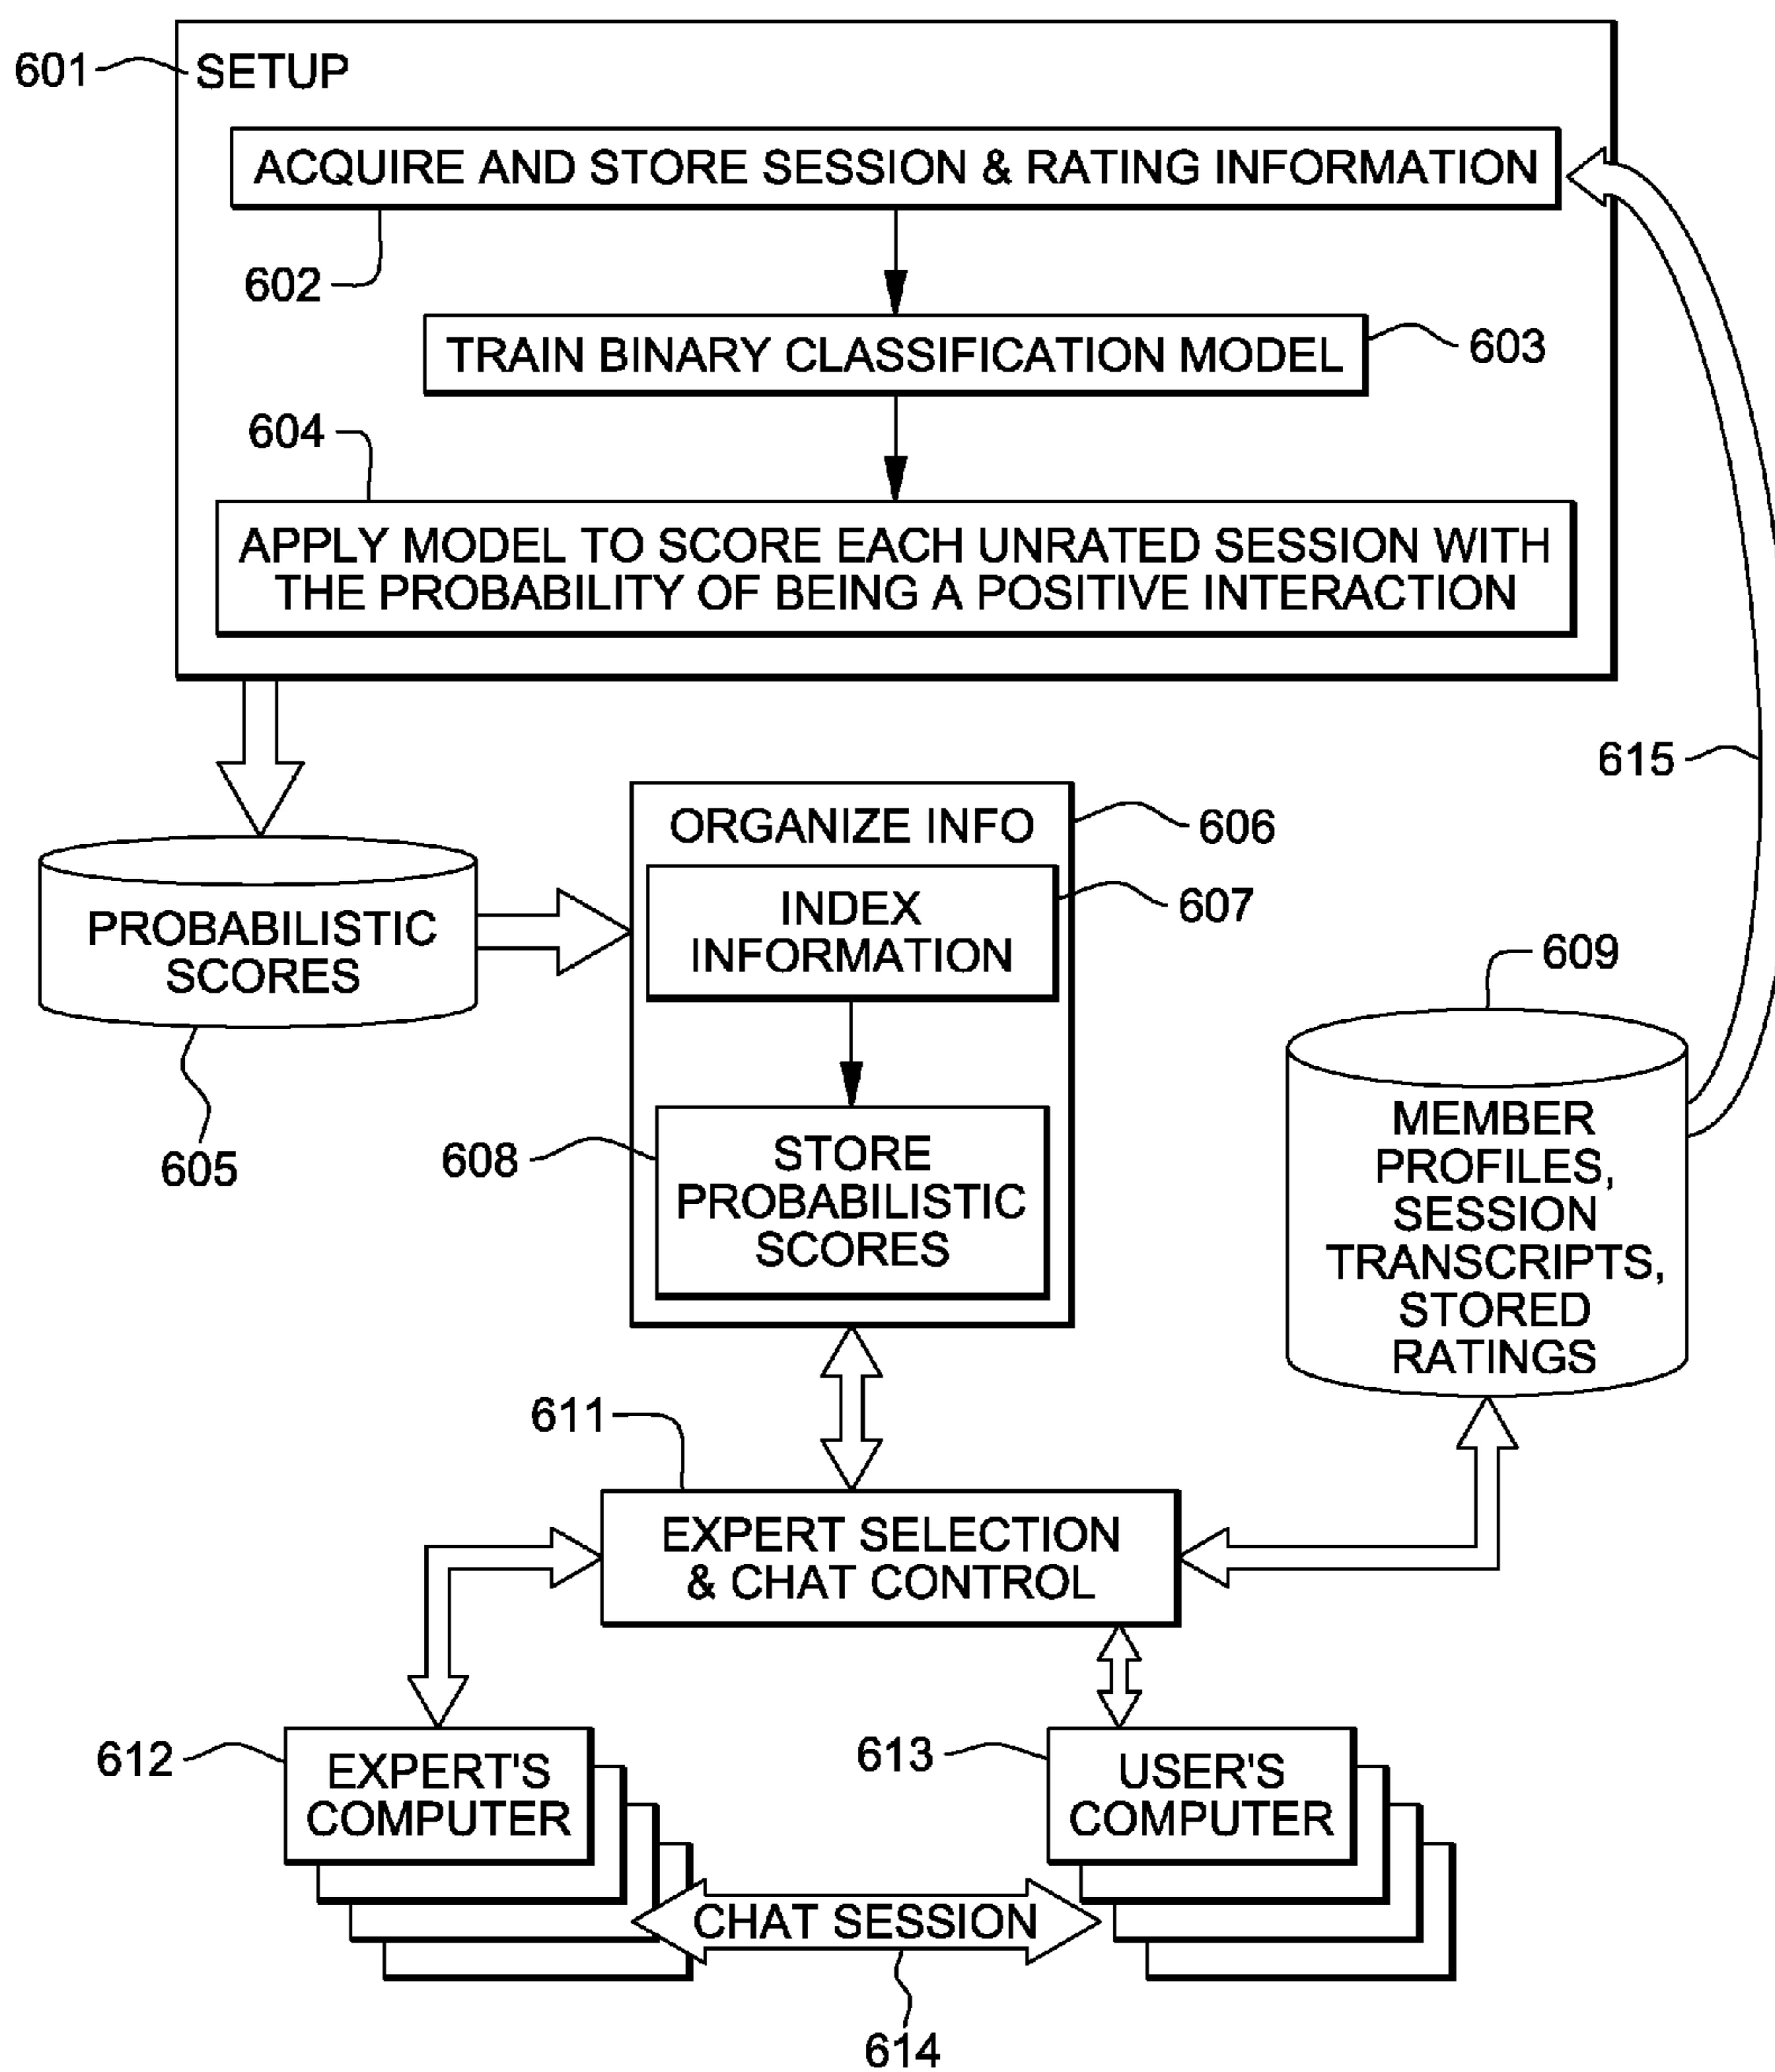 601
SETUP
ACQUIRE AND STORE SESSION & RATING INFORMATION
602
TRAIN BINARY CLASSIFICATION MODEL
603
604
APPLY MODEL TO SCORE EACH UNRATED SESSION WITH
THE PROBABILITY OF BEING A POSITIVE INTERACTION
615
ORGANIZE INFO
606
INDEX
INFORMATION
607
PROBABILISTIC
SCORES
605
609
MEMBER
PROFILES,
SESSION
TRANSCRIPTS,
STORED
RATINGS
608
STORE
PROBABILISTIC
SCORES
611
EXPERT SELECTION
& CHAT CONTROL
612
EXPERT'S
COMPUTER
613
USER'S
COMPUTER
CHAT SESSION
614